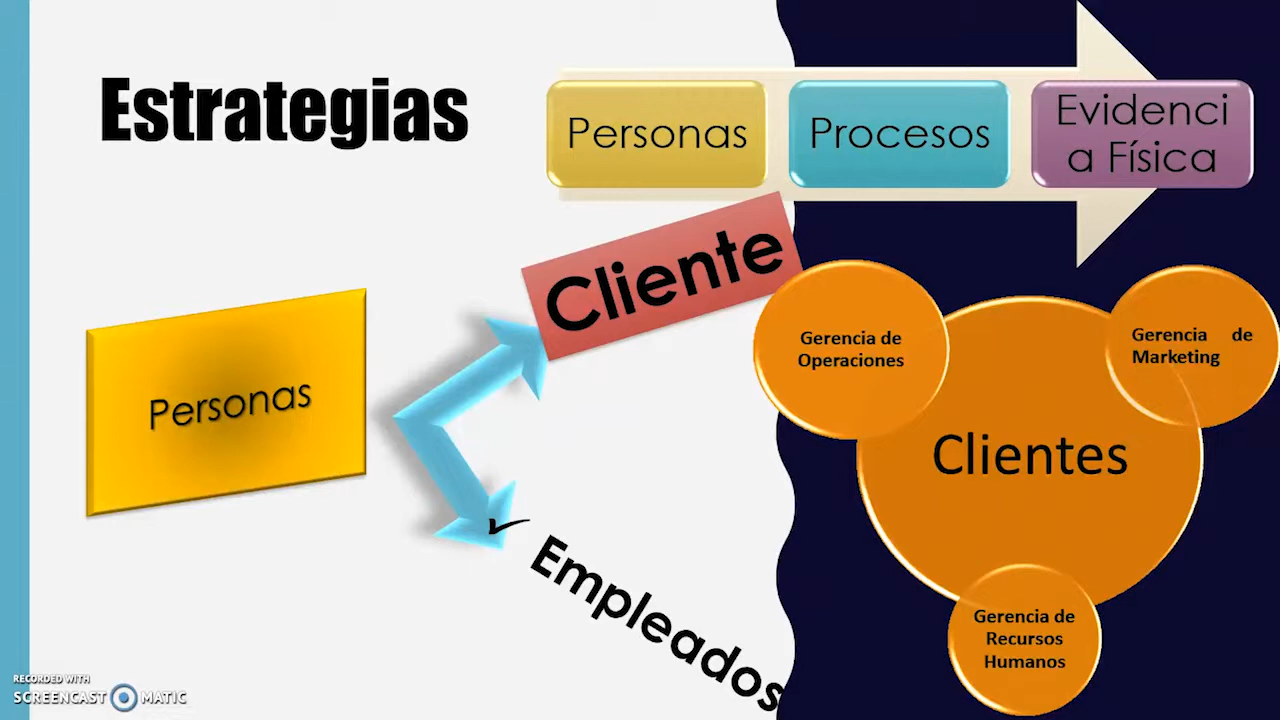 Estrategias
Personas
Procesos
Evidenci
a Física
Cliente
Personas
✓ Empleados
Gerencia de
Operaciones
Gerencia de
Marketing
Clientes
Gerencia de
Recursos
Humanos
RECORDED WITH
SCREENCAST MATIC